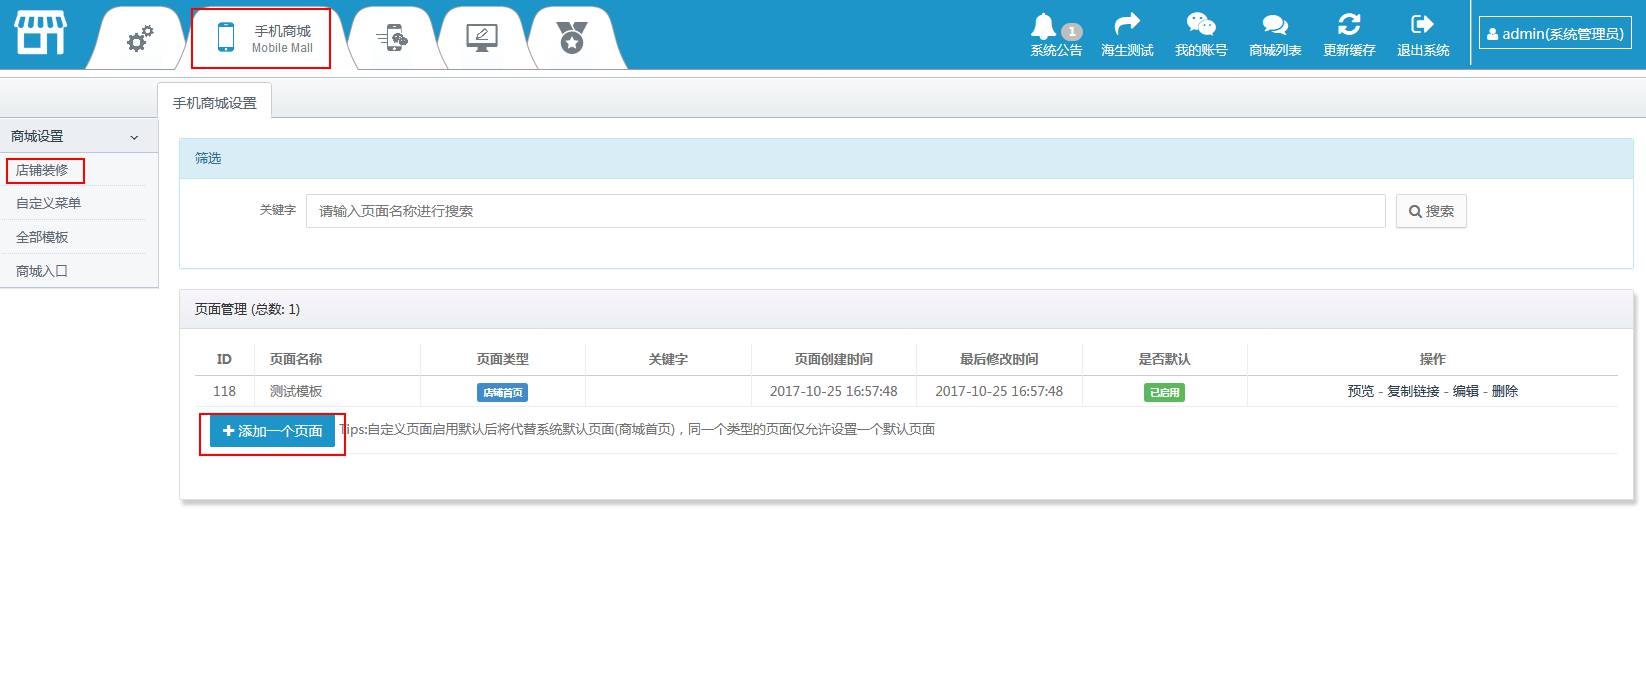 手机商城
Mobile Mall
1
系统公告 海生测试 我的账号 商城列表 更新缓存 退出系统
admin(系统管理员)
手机商城设置
商城设置
店铺装修
自定义菜单
全部模板
商城入口
筛选
关键字 请输入页面名称进行搜索 搜索
页面管理 (总数: 1)
ID 页面名称 页面类型 关键字 页面创建时间 最后修改时间 是否默认 操作
118 测试模板 店铺首页 2017-10-25 16:57:48 2017-10-25 16:57:48 已启用 预览 - 复制链接 - 编辑 - 删除
添加一个页面 Tips:自定义页面启用默认后将代替系统默认页面(商城首页)，同一个类型的页面仅允许设置一个默认页面